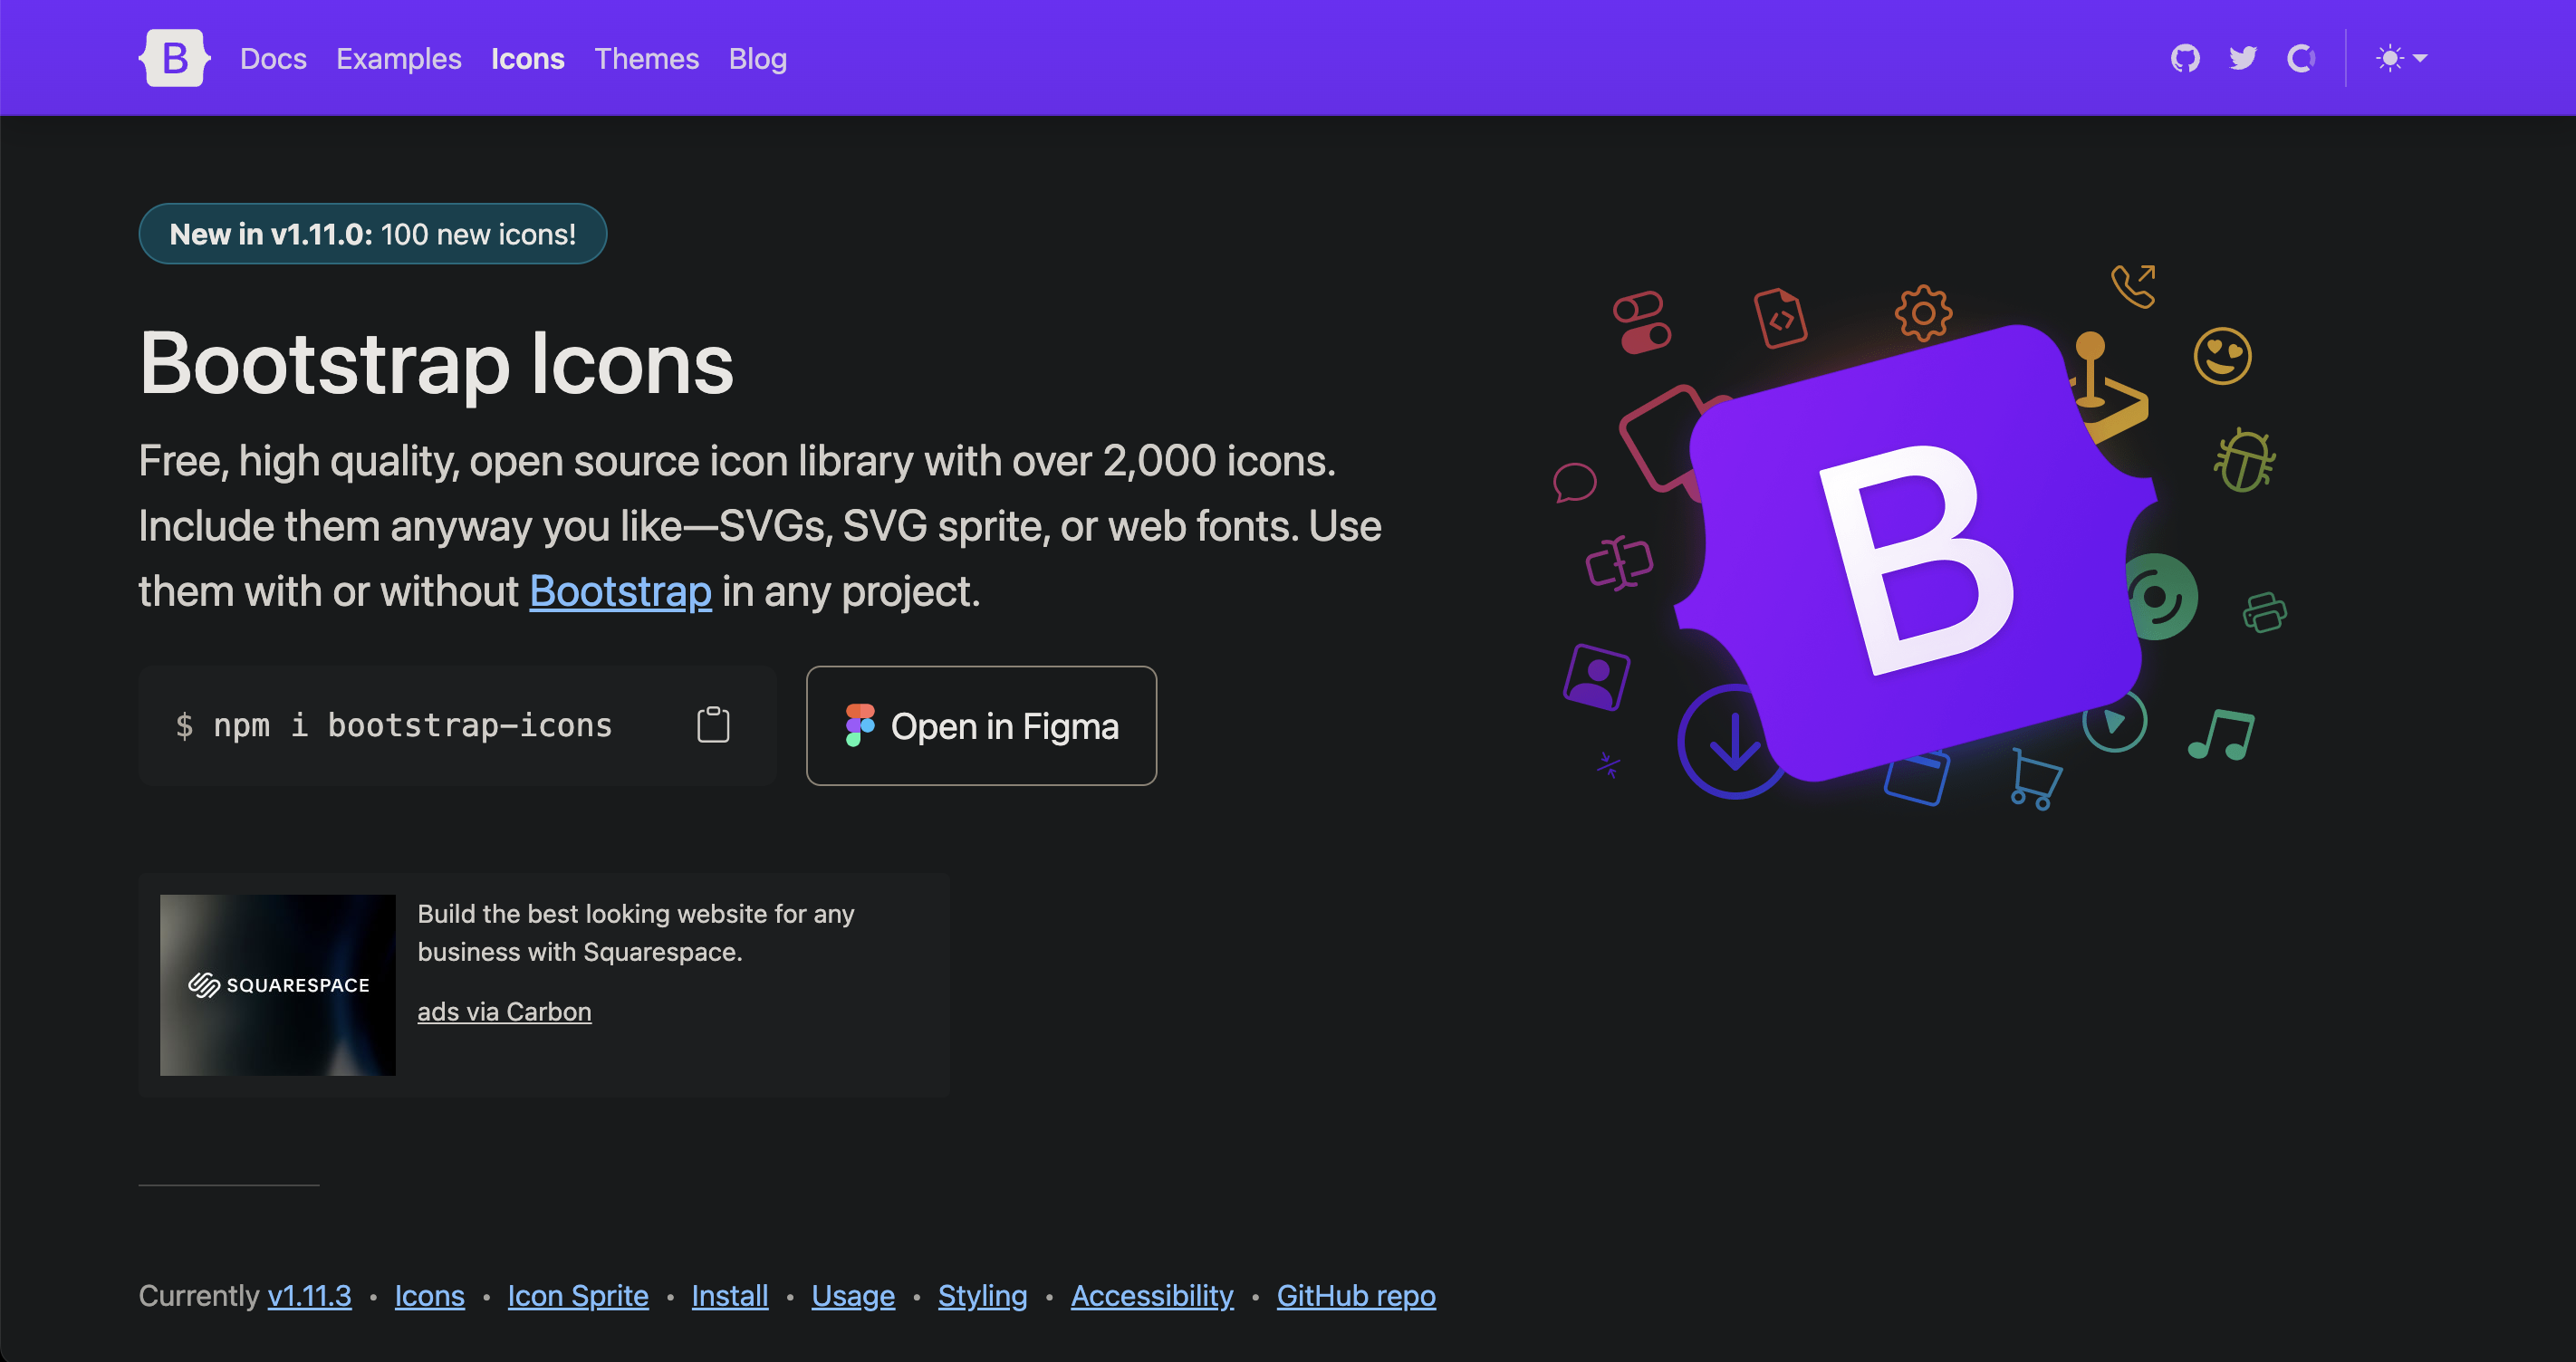 B Docs Examples Icons Themes Blog
New in v1.11.0: 100 new icons!
Bootstrap Icons
Free, high quality, open source icon library with over 2,000 icons.
Include them anyway you like—SVGs, SVG sprite, or web fonts. Use
them with or without Bootstrap in any project.
$ npm i bootstrap-icons
Open in Figma
B
SQUARESPACE
Build the best looking website for any
business with Squarespace.
ads via Carbon
Currently v1.11.3 • Icons • Icon Sprite • Install • Usage • Styling • Accessibility • GitHub repo